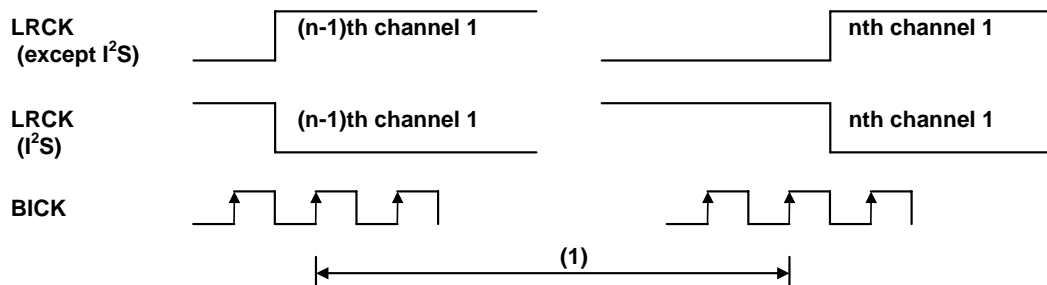 LRCK (n-1)th channel 1 nth channel 1
(except I²S)
LRCK (n-1)th channel 1 nth channel 1
(I²S)
BICK
(1)